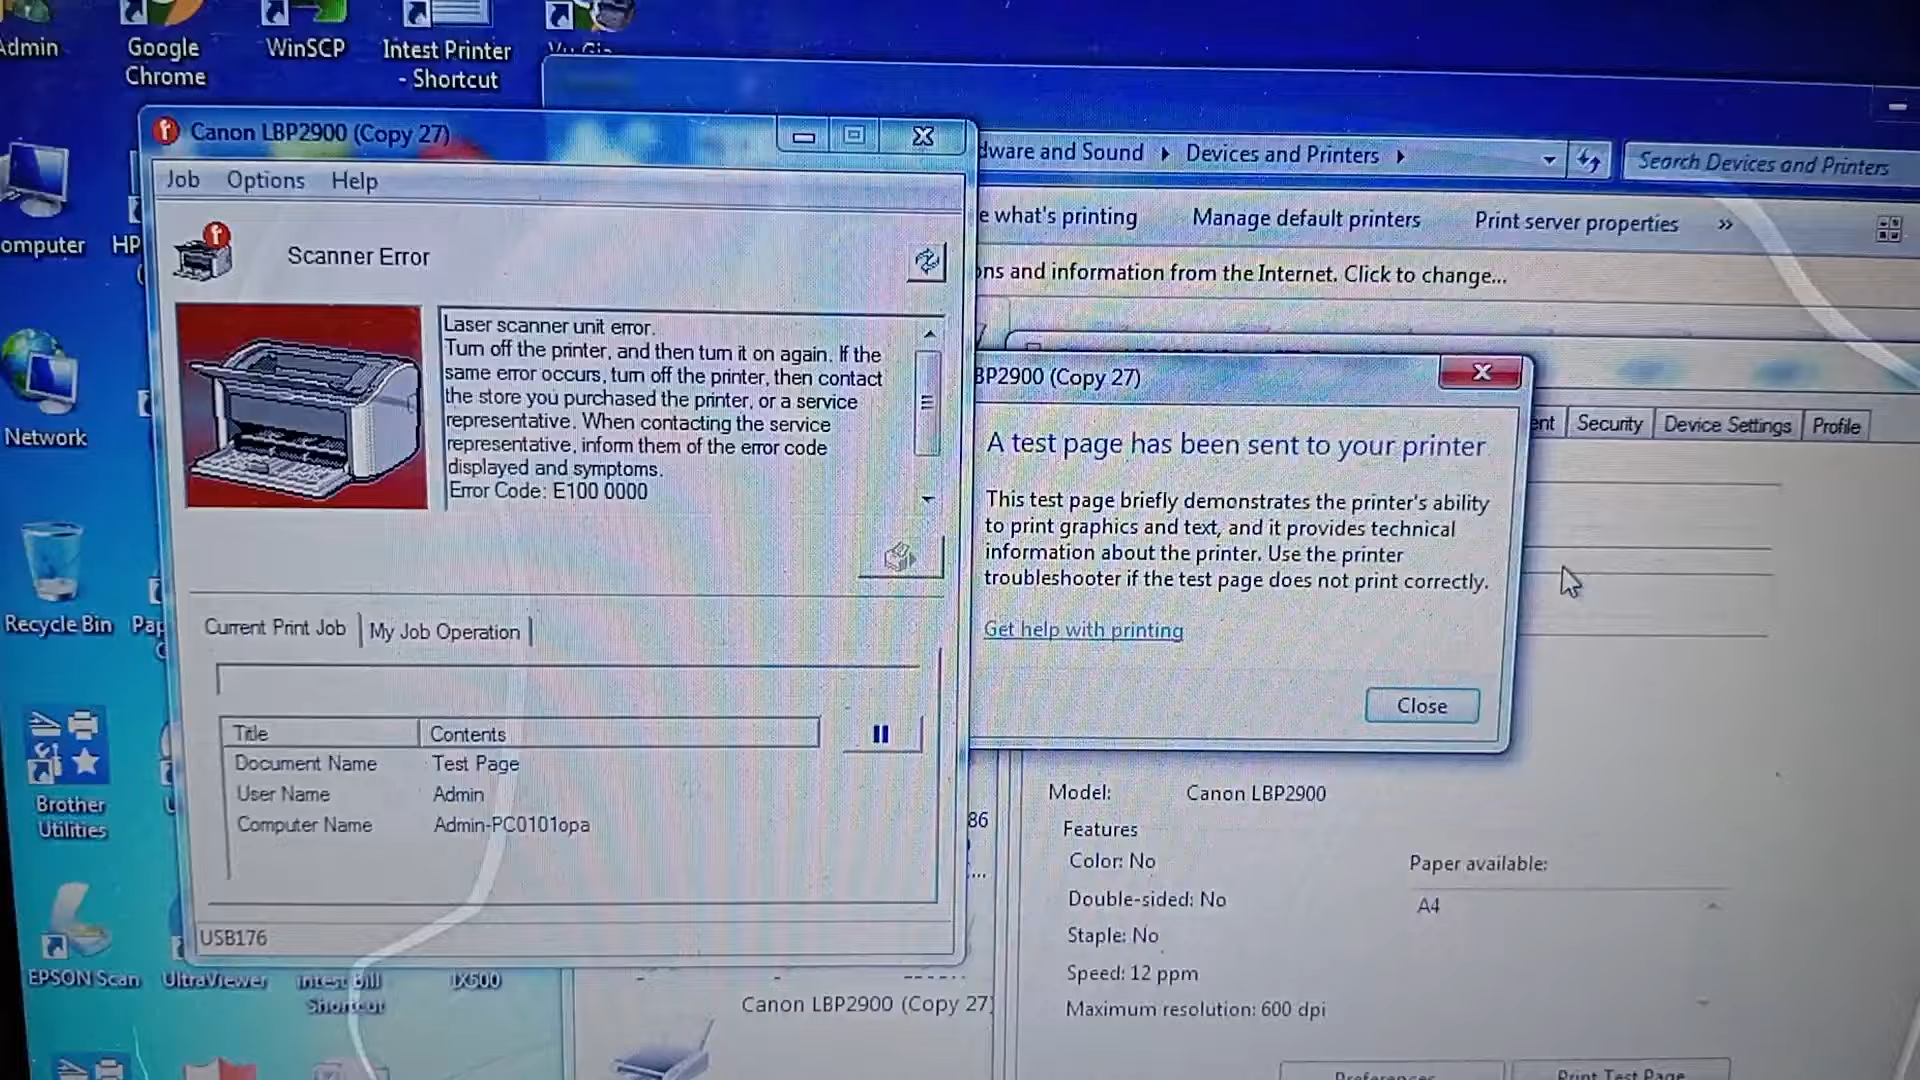 Admin
Google
Chrome
WinSCP
Intest Printer
- Shortcut
Canon LBP2900 (Copy 27)
Job Options Help
Scanner Error
Laser scanner unit error.
Turn off the printer, and then turn it on again. If the
same error occurs, turn off the printer, then contact
the store you purchased the printer, or a service
representative. When contacting the service
representative, inform them of the error code
displayed and symptoms.
Error Code: E100 0000
Current Print Job
My Job Operation
Title Contents
Document Name Test Page
User Name Admin
Computer Name Admin-PC0101opa
USB176
dware and Sound Devices and Printers
Search Devices and Printers
e what's printing Manage default printers Print server properties »
ons and information from the Internet. Click to change...
BP2900 (Copy 27)
A test page has been sent to your printer
This test page briefly demonstrates the printer's ability
to print graphics and text, and it provides technical
information about the printer. Use the printer
troubleshooter if the test page does not print correctly.
Get help with printing
Close
ent Security Device Settings Profile
Model: Canon LBP2900
Features
Color: No
Double-sided: No
Staple: No
Speed: 12 ppm
Maximum resolution: 600 dpi
Paper available:
A4
Preferences... Print Test Page
86
Canon LBP2900 (Copy 27)
omputer
HP
Network
Recycle Bin
Pap
Brother
Utilities
EPSON Scan
UltraViewer
Intest Bill
Shortcut